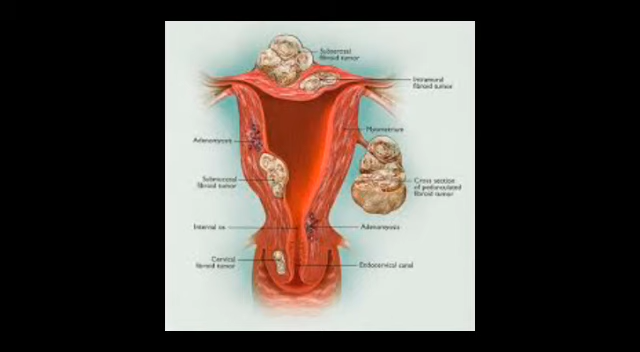 Subserosal
fibroid tumor
Intramural
fibroid tumor
Myometrium
Adenomyosis
Submucosal
fibroid tumor
Cross section
of pedunculated
fibroid tumor
Internal os
Adenomyosis
Cervical
fibroid tumor
Endocervical canal